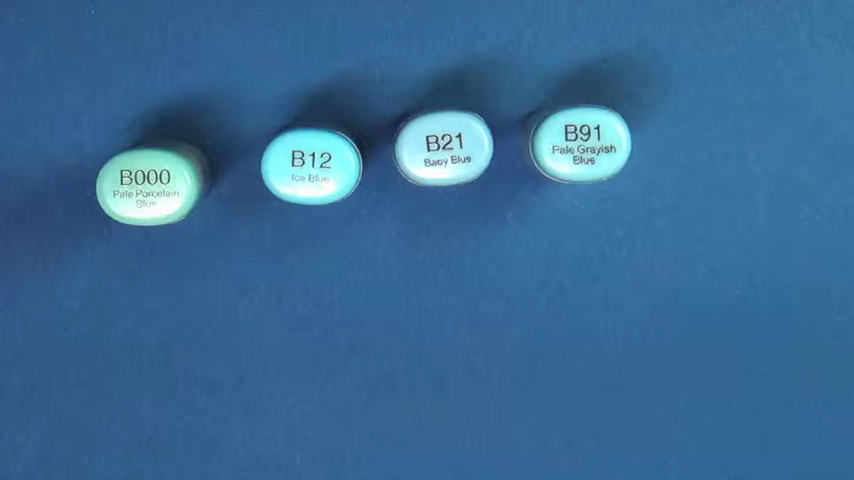 B000
Pale Porcelain
Blue
B12
Ice Blue
B21
Baby Blue
B91
Pale Grayish
Blue